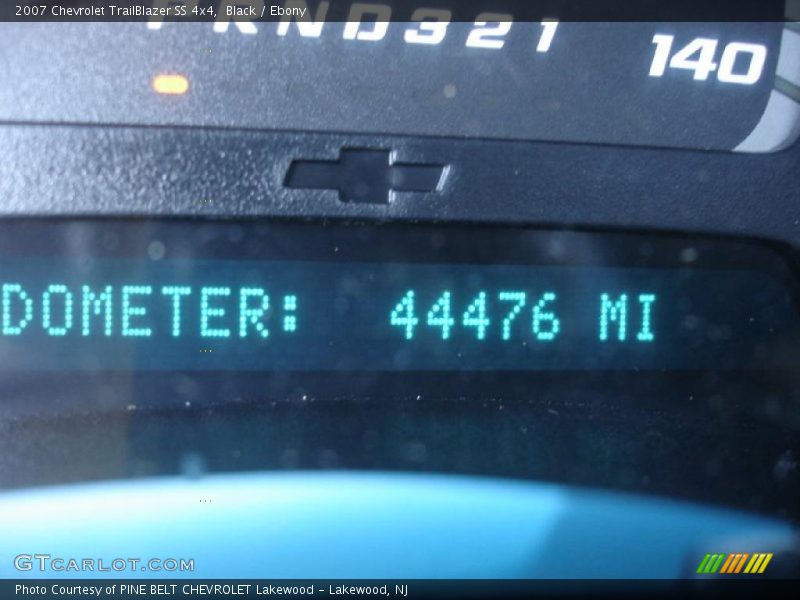 2007 Chevrolet TrailBlazer SS 4x4, Black / Ebony
PRND321
140
DOMETER: 44476 MI
GTCARLOT.COM
Photo Courtesy of PINE BELT CHEVROLET Lakewood - Lakewood, NJ